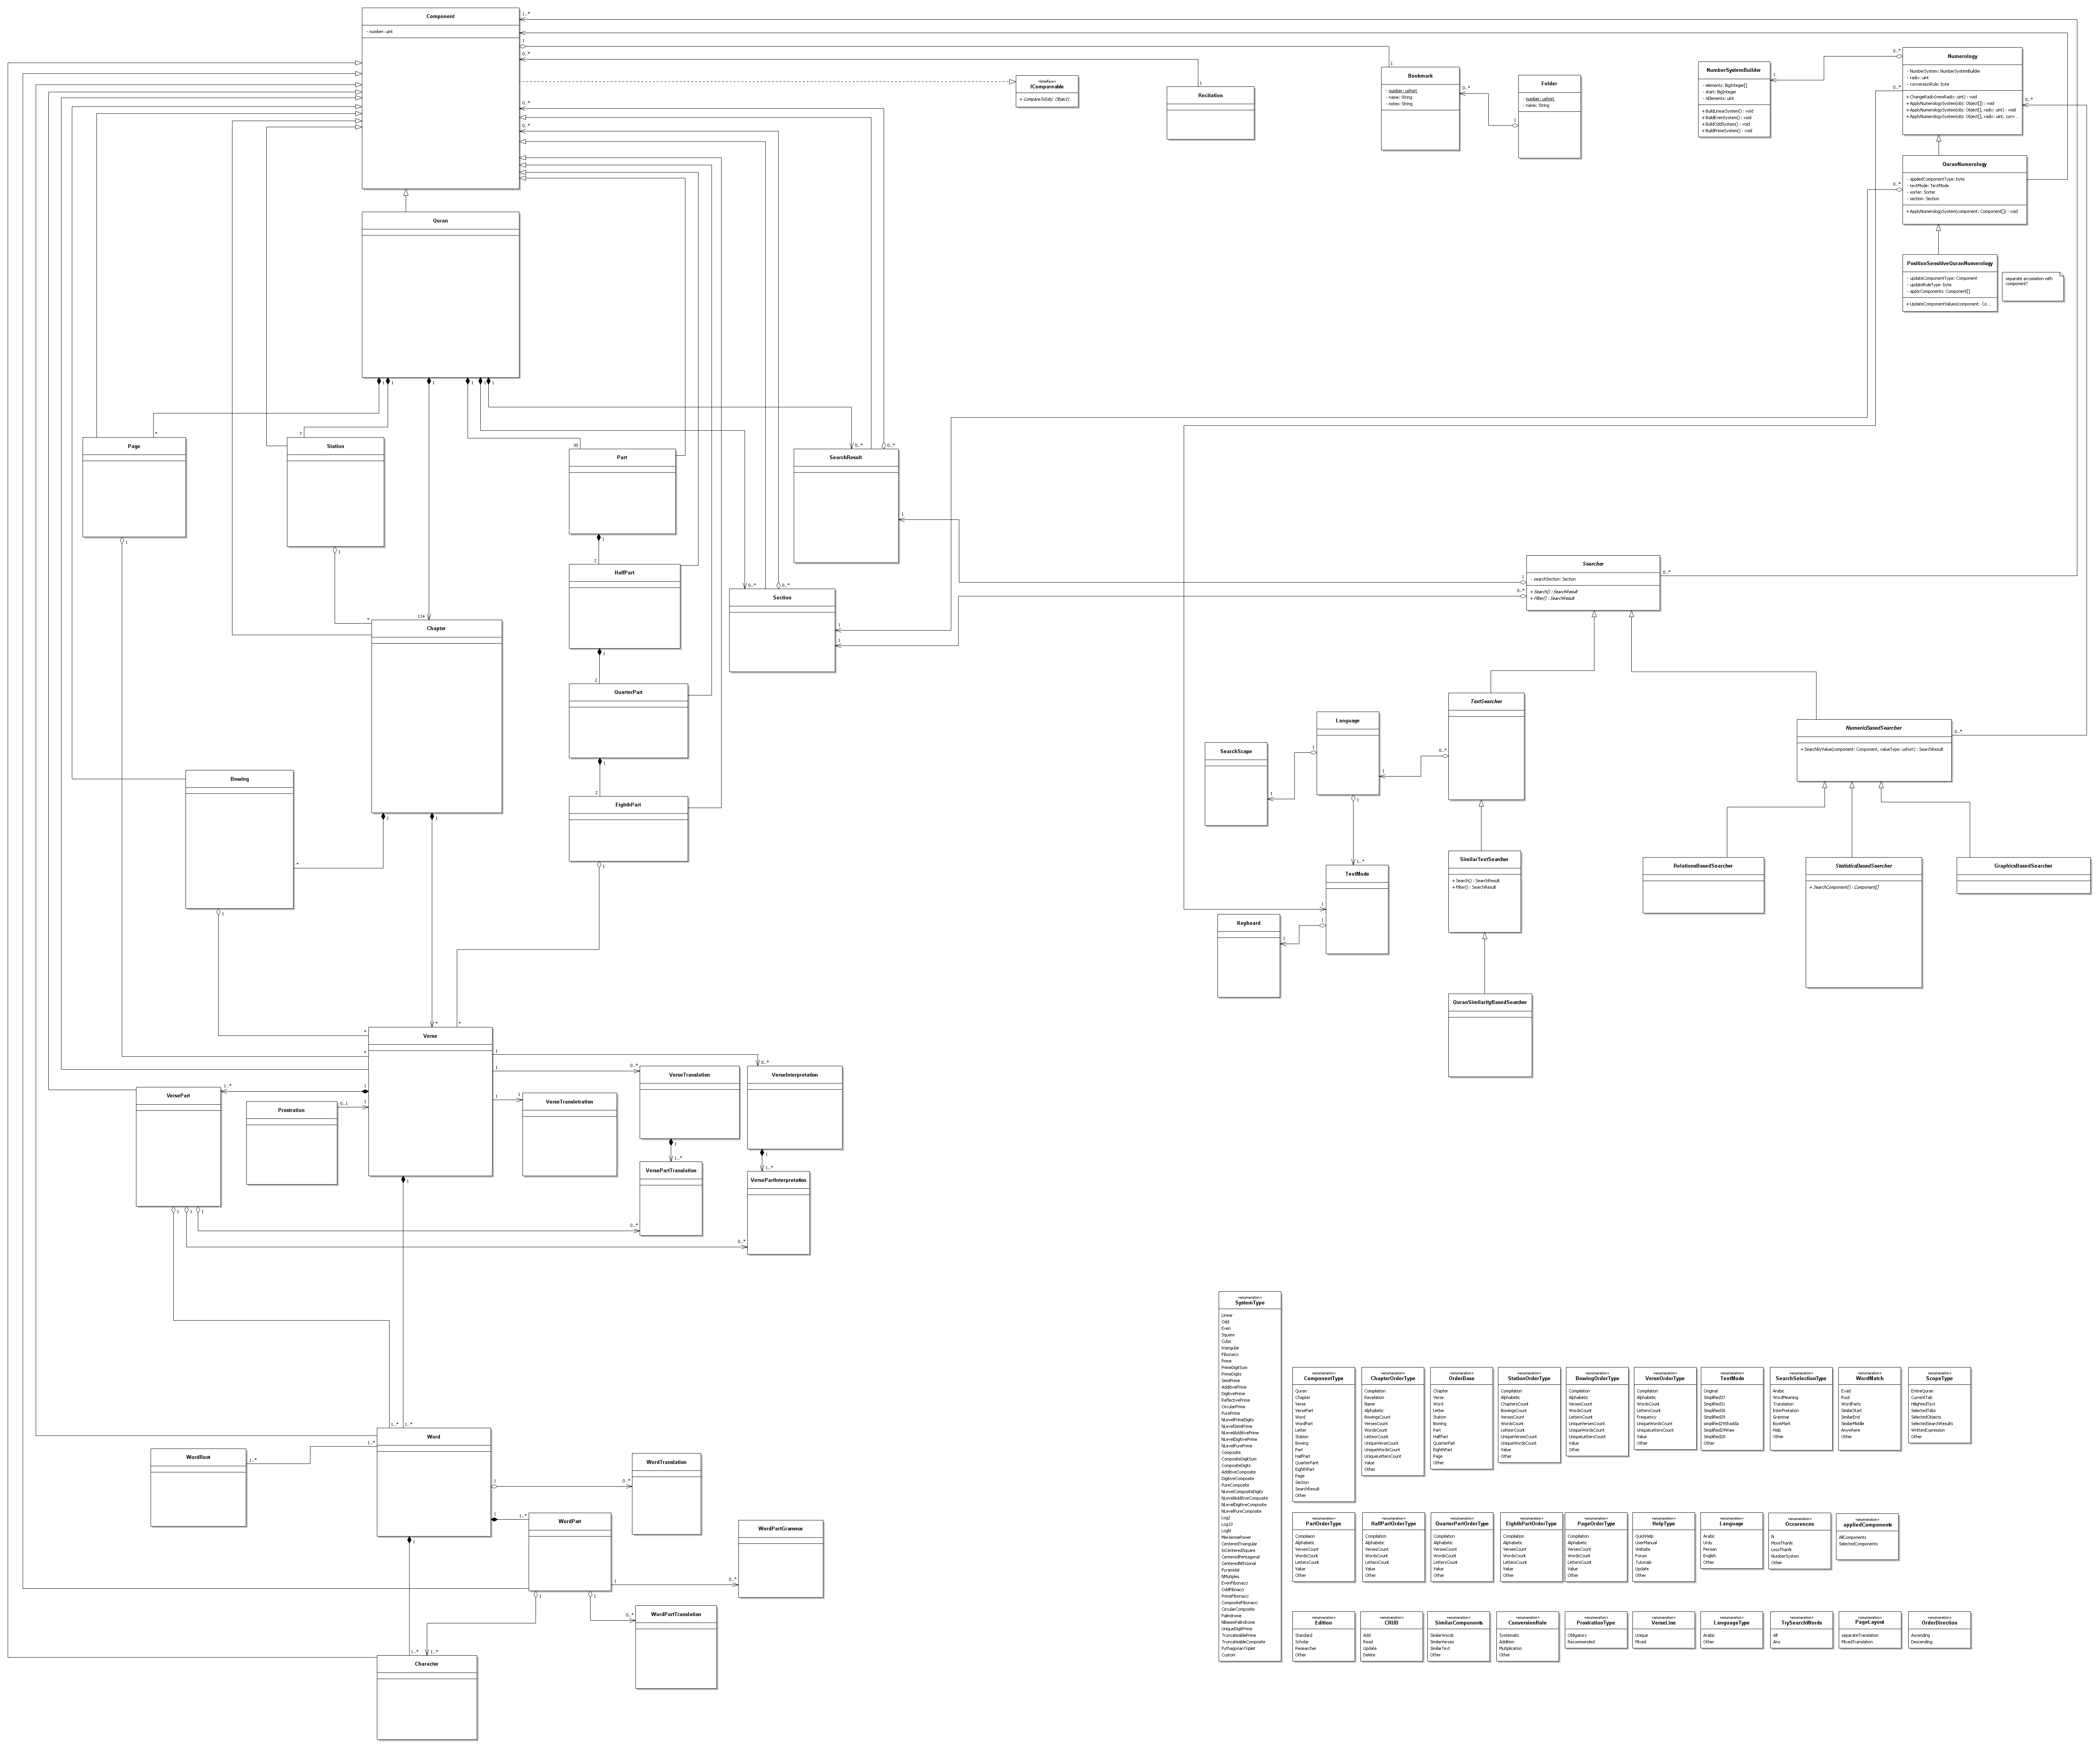 Component
- number: uint
«interface»
IComparable
+ CompareTo(obj: Object)...
Recitation
Bookmark
- number: ushort
- name: String
- notes: String
Folder
- number: ushort
- name: String
NumberSystemBuilder
- elements: BigInteger[]
- start: BigInteger
- nElements: uint
+ BuildLinearSystem() : void
+ BuildEvenSystem() : void
+ BuildOddSystem() : void
+ BuildPrimeSystem() : void
Numerology
- NumberSystem: NumberSystemBuilder
- radix: uint
- conversionRule: byte
+ ChangeRadix(newRadix: uint) : void
+ ApplyNumerologySystem(ob: Object[]) : void
+ ApplyNumerologySystem(ob: Object[], radix: uint) : void
+ ApplyNumerologySystem(ob: Object[], radix: uint, conv...
QuranNumerology
- appliedComponentType: byte
- textMode: TextMode
- sorter: Sorter
- section: Section
+ ApplyNumerologySystem(component: Component[]) : void
PositionSensitiveQuranNumerology
- updateComponentType: Component
- updateRuleType: byte
- applyComponents: Component[]
+ UpdateComponentValues(component: Co...
separate accosiation with
component?
Quran
Page
Station
Part
SearchResult
HalfPart
Section
Chapter
QuarterPart
Bowing
EighthPart
Searcher
- searchSection: Section
+ Search() : SearchResult
+ Filter() : SearchResult
TextSearcher
Language
SearchScope
NumericBasedSearcher
+ SearchByValue(component: Component, valueType: ushort) : SearchResult
SimilarTextSearcher
+ Search() : SearchResult
+ Filter() : SearchResult
RelationsBasedSearcher
StatisticsBasedSearcher
+ SearchComponent() : Component[]
GraphicsBasedSearcher
TextMode
Keyboard
QuranSimilarityBasedSearcher
Verse
VersePart
Prostration
VerseTransletration
VerseTranslation
VerseInterpretation
VersePartTranslation
VersePartInterpretation
Word
WordRoot
WordTranslation
WordPart
WordPartGrammar
WordPartTranslation
Character
«enumeration»
SystemType
Linear
Odd
Even
Square
Cubic
triangular
Fibonacci
Prime
PrimeDigitSum
PrimeDigits
SemiPrime
AdditivePrime
DigitivePrime
ReflectivePrime
CircularPrime
PurePrime
NLevelPrimeDigits
NLevelSemiPrime
NLevelAdditivePrime
NLevelDigitivePrime
NLevelPurePrime
Composite
CompositeDigitSum
CompositeDigits
AdditiveComposite
DigitiveComposite
PureComposite
NLevelCompositeDigits
NLevelAdditiveComposite
NLevelDigitiveComposite
NLevelPureComposite
Log2
Log10
LogN
MersennePower
CenteredTriangular
IsCenteredSquare
CenteredPentagonal
CenteredNthGonal
Pyramidal
NMutiples
EvenFibonacci
PrimeFibonacci
CompositeFibonacci
CircularComposite
Palindrome
NBasesPalindrome
UniqueDigitPrime
TruncateablePrime
TruncateableComposite
PythagorianTriplet
Custom
«enumeration»
ComponentType
Quran
Chapter
Verse
VersePart
Word
WordPart
Letter
Station
Bowing
Part
HalfPart
QuarterPart
EighthPart
Page
Section
SearchResult
Other
«enumeration»
ChapterOrderType
Compilation
Revelation
Name
Alphabetic
BowingsCount
VersesCount
WordsCount
UniqueVerseCount
UniqueWordsCount
UniqueLettersCount
Value
Other
«enumeration»
OrderBase
Chapter
Verse
Word
Letter
Station
Bowing
Part
HalfPart
QuarterPart
EighthPart
Page
Other
«enumeration»
StationOrderType
Compilation
Alphabetic
ChaptersCount
BowingsCount
VersesCount
WordsCount
UniqueVersesCount
UniqueWordsCount
Value
Other
«enumeration»
BowingOrderType
Compilation
Alphabetic
VersesCount
WordsCount
LettersCount
UniqueVersesCount
UniqueWordsCount
UniqueLettersCount
Value
Other
«enumeration»
VerseOrderType
Compilation
Alphabetic
WordsCount
LettersCount
Frequency
UniqueWordsCount
UniqueLettersCount
Value
Other
«enumeration»
TextMode
Original
Simplified37
Simplified31
Simplified30
Simplified29
Simplified28
Other
«enumeration»
SearchSelectionType
Arabic
WordMeaning
Translation
Interpretation
Grammar
BookMark
Help
Other
«enumeration»
WordMatch
Exact
Root
WordParts
SimilarStart
SimilarEnd
SimilarMiddle
Anywhere
Other
«enumeration»
ScopeType
EntireQuran
CurrentTab
HilightedText
SelectedTabs
SelectedObjects
SelectedSearchResults
WrittenExpression
Other
«enumeration»
PartOrderType
Alphabetic
VersesCount
WordsCount
LettersCount
Value
Other
«enumeration»
HalfPartOrderType
Compilation
Alphabetic
VersesCount
WordsCount
LettersCount
Value
Other
«enumeration»
QuarterPartOrderType
Compilation
Alphabetic
VersesCount
WordsCount
LettersCount
Value
Other
«enumeration»
EighthPartOrderType
Compilation
Alphabetic
VersesCount
WordsCount
LettersCount
Value
Other
«enumeration»
PageOrderType
Compilation
Alphabetic
VersesCount
WordsCount
LettersCount
Value
Other
«enumeration»
HelpType
QuickHelp
UserManual
Website
Forum
Tutorials
Update
Other
«enumeration»
Language
Arabic
Urdu
Persian
English
Other
«enumeration»
Occurences
N
MoreThanN
LessThanN
NumberSystem
Other
«enumeration»
appliedComponents
AllComponents
SelectedComponents
«enumeration»
Edition
Standard
Scholar
Researcher
Other
«enumeration»
CRUD
Add
Read
Update
Delete
«enumeration»
SimilarComponents
SimilarWords
SimilarVerses
SimilarText
Other
«enumeration»
ConversionRule
Systematic
Addition
Mutiplication
Other
«enumeration»
ProstrationType
Obligatory
Recommended
«enumeration»
VerseLine
Unique
Mixed
«enumeration»
LanguageType
Arabic
Other
«enumeration»
TrySearchWords
All
Any
«enumeration»
PageLayout
separateTranslation
MixedTranslation
«enumeration»
OrderDirection
Ascending
Descending